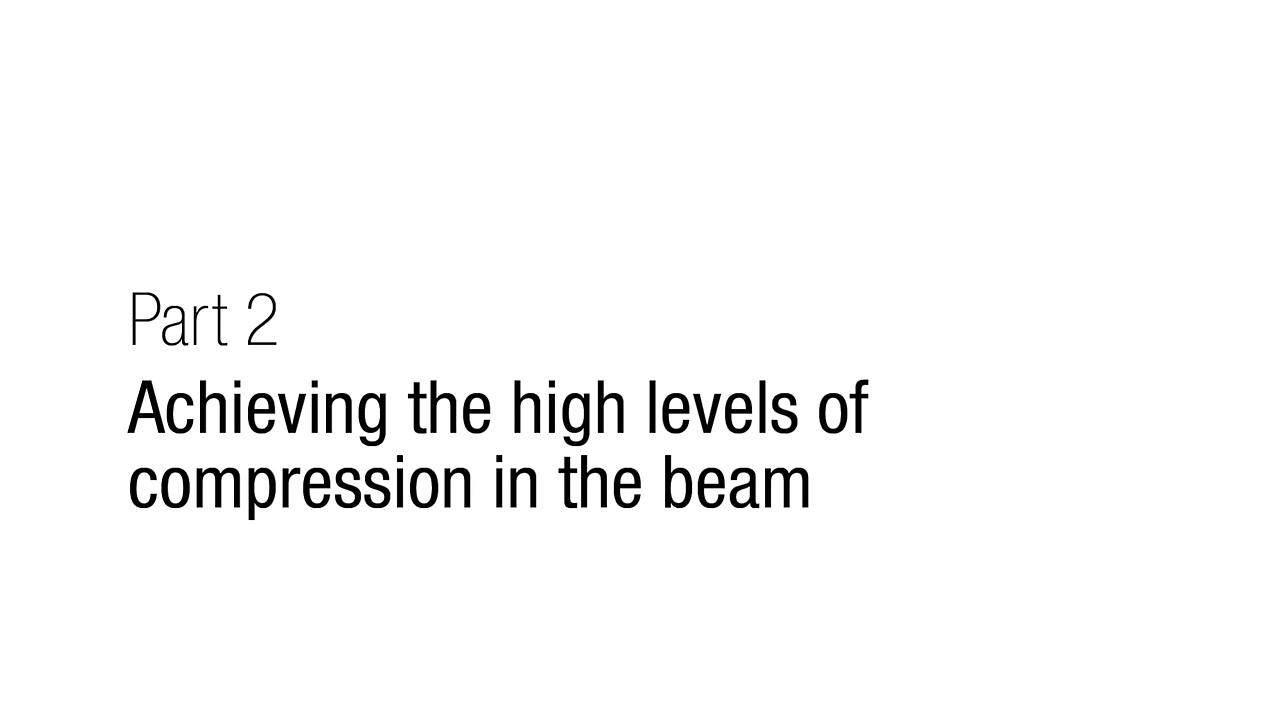 Part 2
Achieving the high levels of
compression in the beam